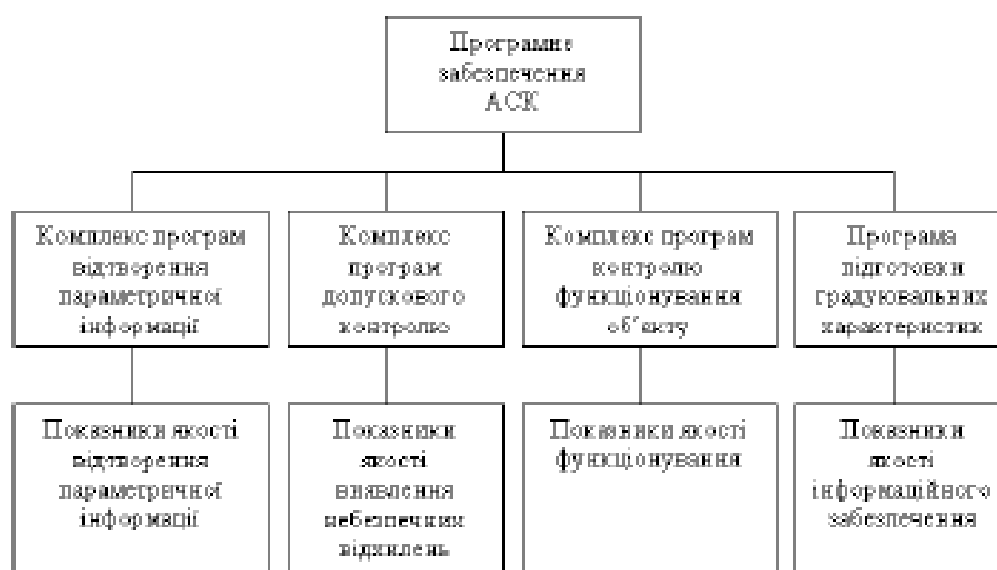 Програмне
забезпечення
АСК
Комплекс програм
відтворення
параметричної
інформації
Комплекс
програм
допускового
контролю
Комплекс програм
контролю
функціонування
об'єкту
Програма
підготовки
градуювальних
характеристик
Показники якості
відтворення
параметричної
інформації
Показники
якості
виявлення
небезпечних
відхилень
Показники якості
функціонування
Показники
якості
інформаційного
забезпечення